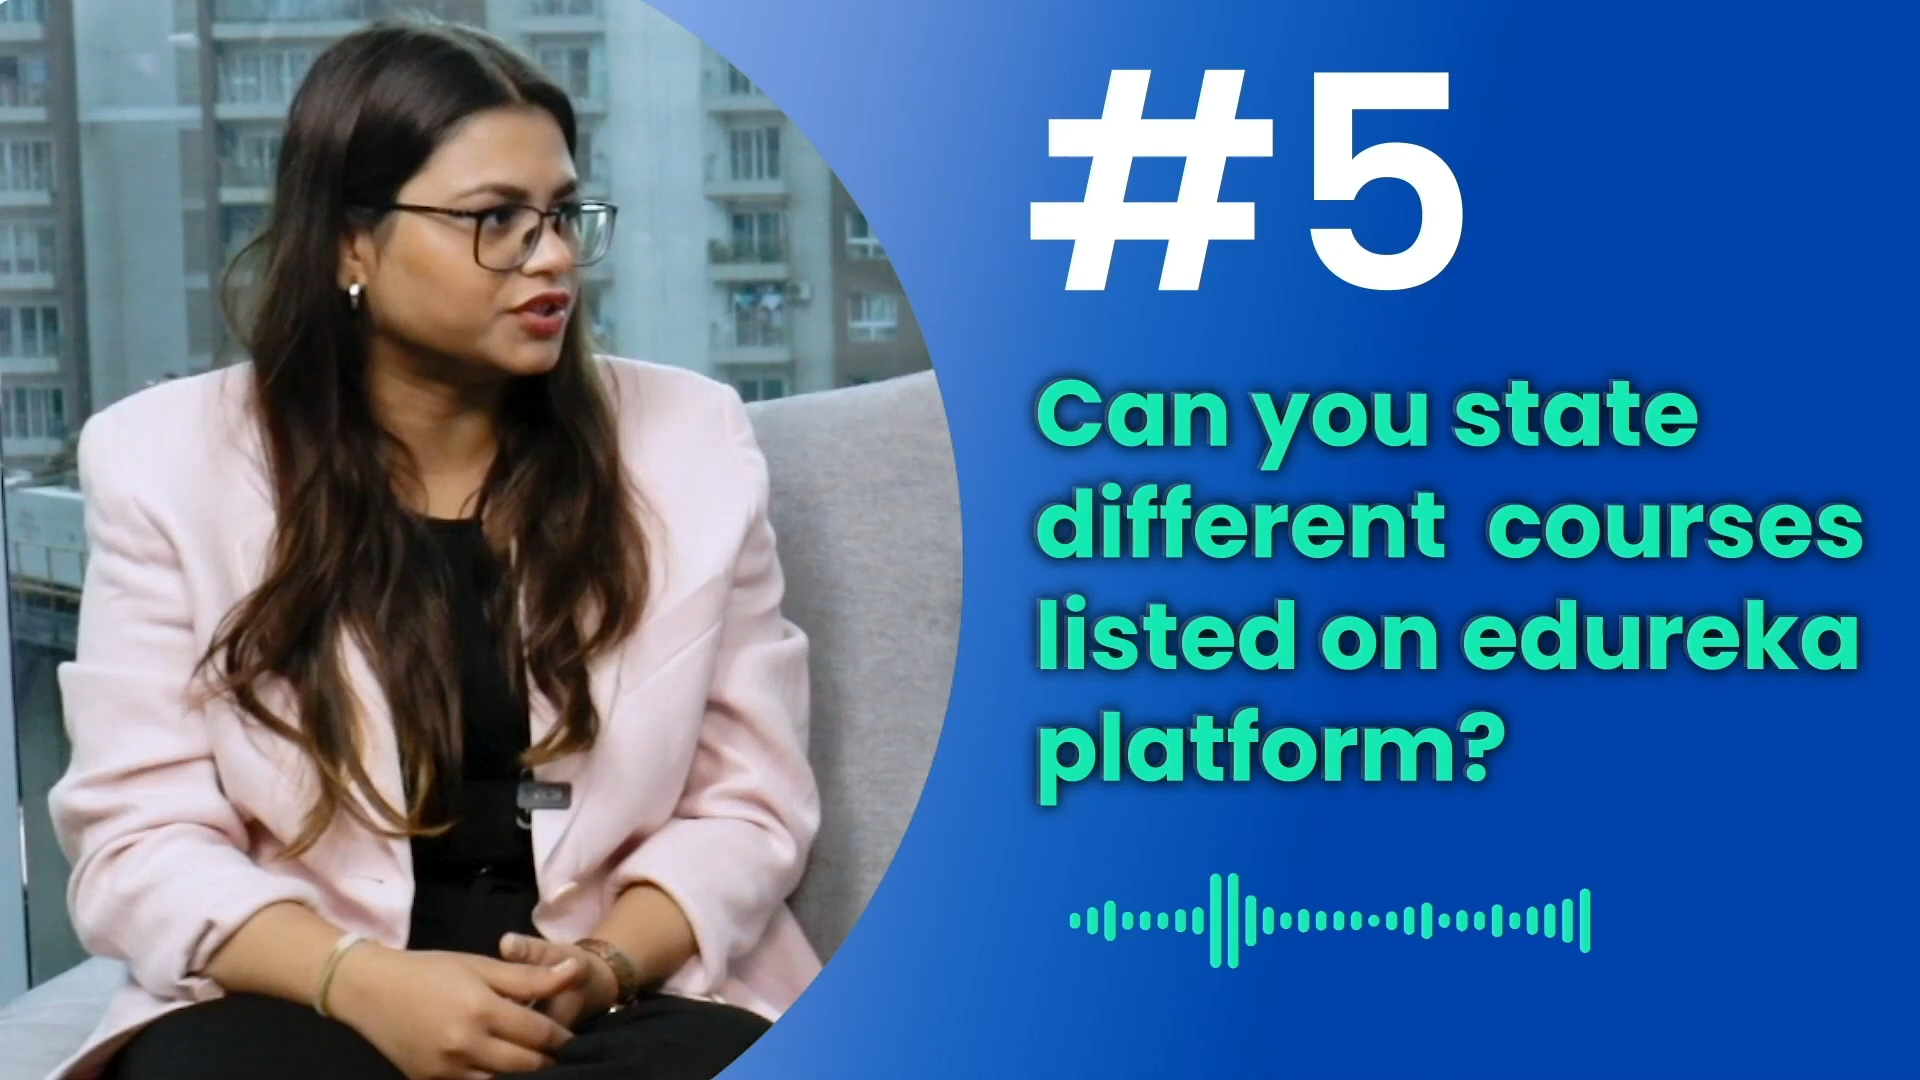 #5
Can you state
different courses
listed on edureka
platform?